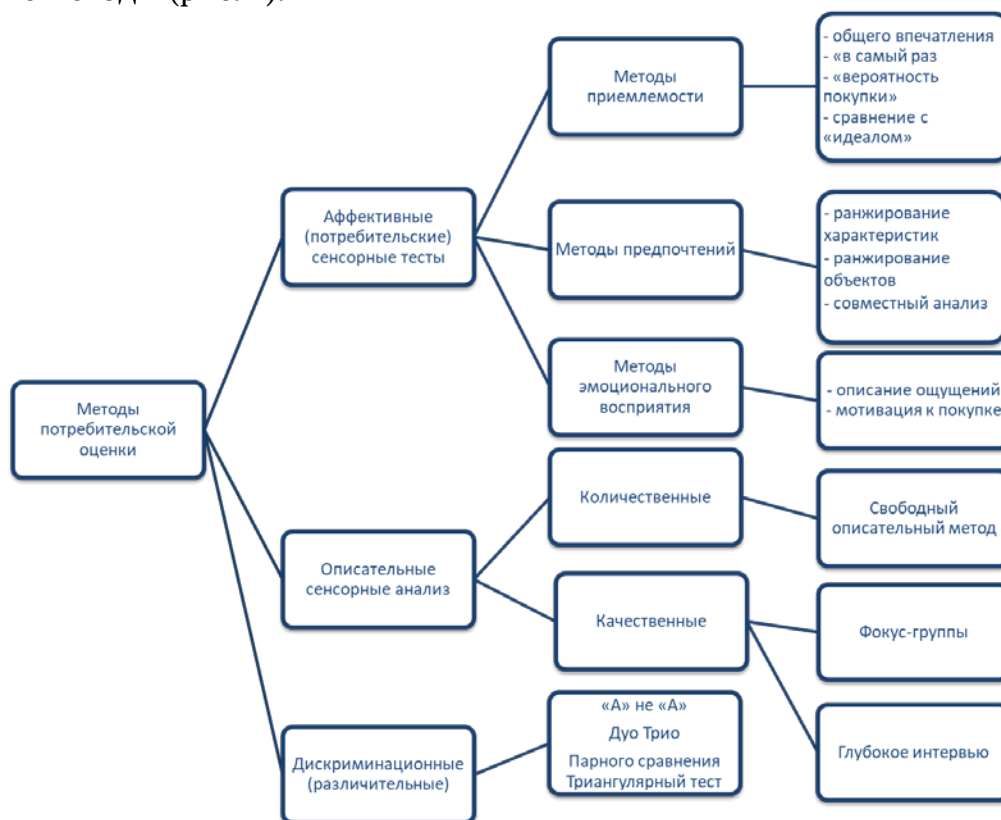 Методы
приемлемости
- общего впечатления
- «в самый раз
- «вероятность
покупки»
- сравнение с
«идеалом»
Аффективные
(потребительские)
сенсорные тесты
Методы предпочтений
- ранжирование
характеристик
- ранжирование
объектов
- совместный анализ
Методы
эмоционального
восприятия
- описание ощущений
- мотивация к покупке
Методы
потребительской
оценки
Количественные
Свободный
описательный метод
Описательные
сенсорные анализ
Качественные
Фокус-группы
Глубокое интервью
Дискриминационные
(различительные)
«А» не «А»
Дуо Трио
Парного сравнения
Триангулярный тест